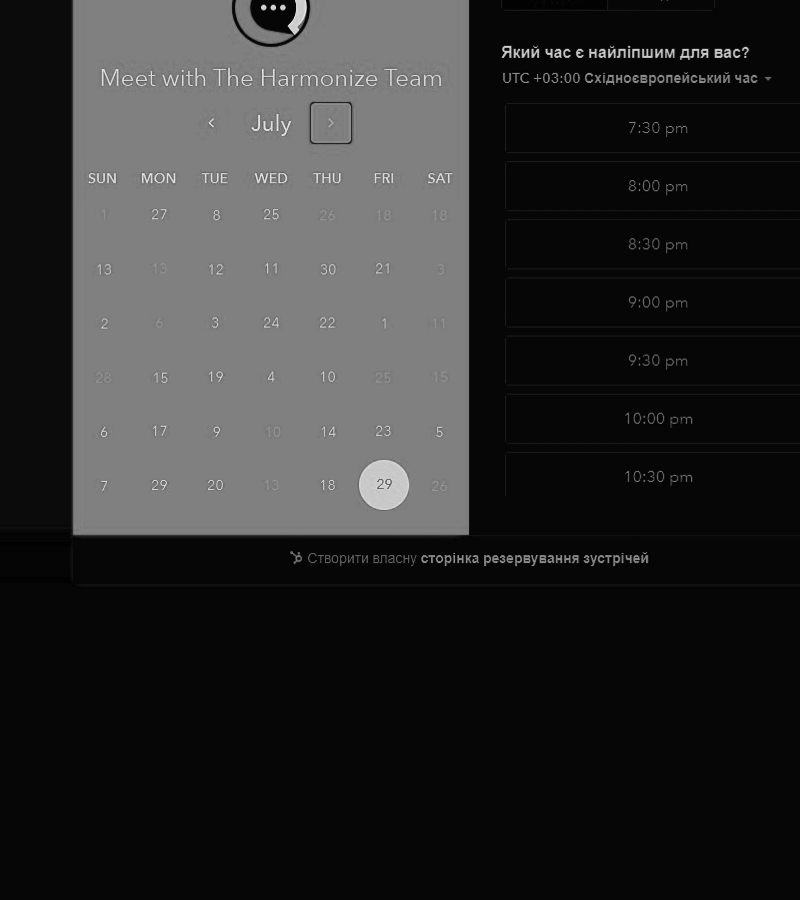 Meet with The Harmonize Team
July
SUN MON TUE WED THU FRI SAT
1 27 8 25 26 18 18
13 13 12 11 30 21 3
2 6 3 24 22 1 11
28 15 19 4 10 25 15
6 17 9 10 14 23 5
7 29 20 13 18 29 26
Який час є найліпшим для вас?
UTC +03:00 Східноєвропейський час
7:30 pm
8:00 pm
8:30 pm
9:00 pm
9:30 pm
10:00 pm
10:30 pm
Створити власну сторінка резервування зустрічей